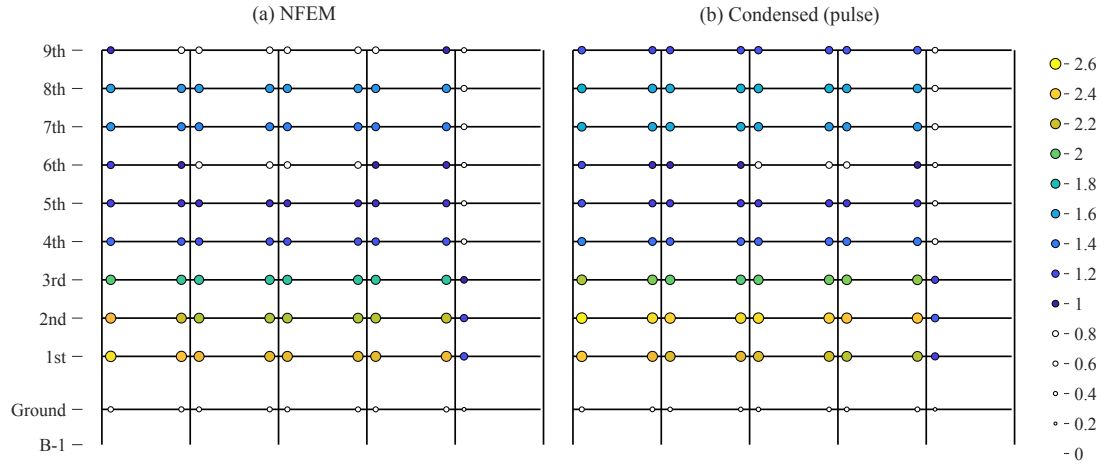 (a) NFEM
(b) Condensed (pulse)
9th
8th
7th
6th
5th
4th
3rd
2nd
1st
Ground
B-1
2.6
2.4
2.2
2
1.8
1.6
1.4
1.2
1
0.8
0.6
0.4
0.2
0